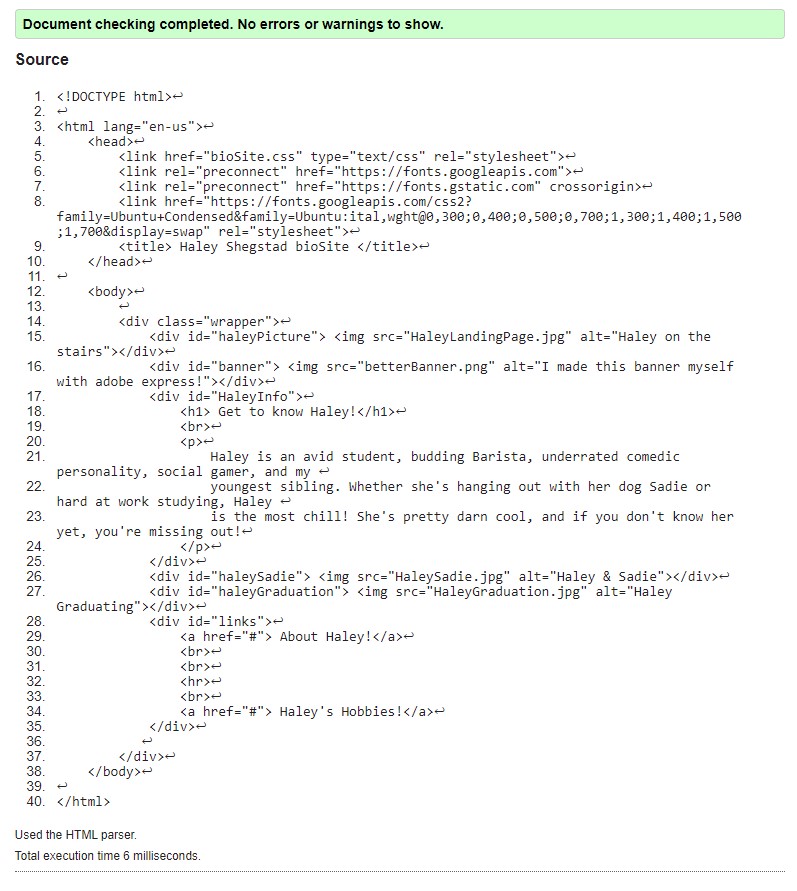 Document checking completed. No errors or warnings to show.
Source
1. <!DOCTYPE html>↩
2. ↩
3. <html lang="en-us">↩
4. <head>↩
5. <link href="bioSite.css" type="text/css" rel="stylesheet">↩
6. <link rel="preconnect" href="https://fonts.googleapis.com">↩
7. <link rel="preconnect" href="https://fonts.gstatic.com" crossorigin>↩
8. <link href="https://fonts.googleapis.com/css2?
family=Ubuntu+Condensed&family=Ubuntu:ital,wght@0,300;0,400;0,500;0,700;1,300;1,400;1,500
;1,700&display=swap" rel="stylesheet">↩
9. <title> Haley Shegstad bioSite </title>↩
10. </head>↩
11. ↩
12. <body>↩
13. ↩
14. <div class="wrapper">↩
15. <div id="haleyPicture"> <img src="HaleyLandingPage.jpg" alt="Haley on the
stairs"></div>↩
16. <div id="banner"> <img src="betterBanner.png" alt="I made this banner myself
with adobe express!"></div>↩
17. <div id="HaleyInfo">↩
18. <h1> Get to know Haley!</h1>↩
19. <br>↩
20. <p>↩
21. Haley is an avid student, budding Barista, underrated comedic
personality, social gamer, and my ↩
22. youngest sibling. Whether she's hanging out with her dog Sadie or
hard at work studying, Haley ↩
23. is the most chill! She's pretty darn cool, and if you don't know her
yet, you're missing out!↩
24. </p>↩
25. </div>↩
26. <div id="haleySadie"> <img src="HaleySadie.jpg" alt="Haley & Sadie"></div>↩
27. <div id="haleyGraduation"> <img src="HaleyGraduation.jpg" alt="Haley
Graduating"></div>↩
28. <div id="links">↩
29. <a href="#"> About Haley!</a>↩
30. <br>↩
31. <br>↩
32. <hr>↩
33. <br>↩
34. <a href="#"> Haley's Hobbies!</a>↩
35. </div>↩
36. ↩
37. </div>↩
38. </body>↩
39. ↩
40. </html>
Used the HTML parser.
Total execution time 6 milliseconds.